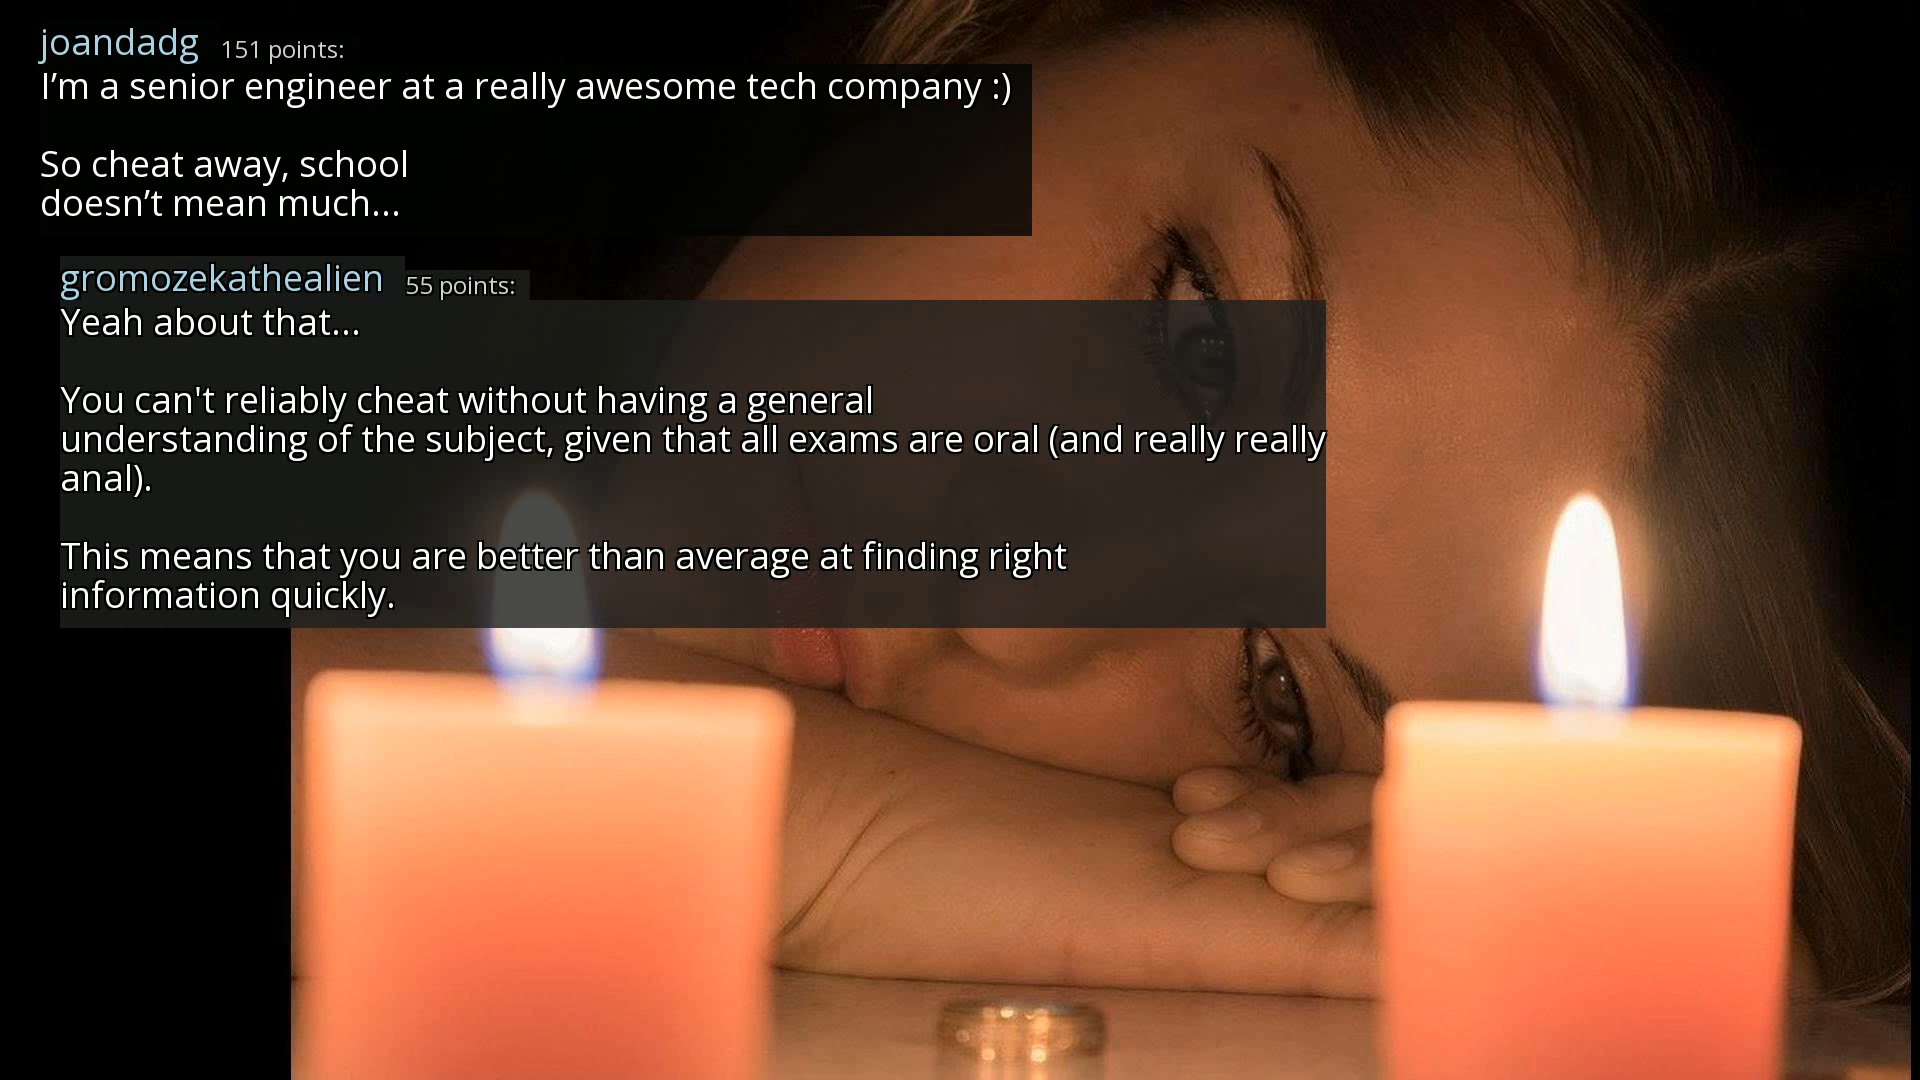 joandadg 151 points:
I’m a senior engineer at a really awesome tech company :)
So cheat away, school
doesn’t mean much...
gromozekathealien 55 points:
Yeah about that...
You can't reliably cheat without having a general
understanding of the subject, given that all exams are oral (and really really
anal).
This means that you are better than average at finding right
information quickly.